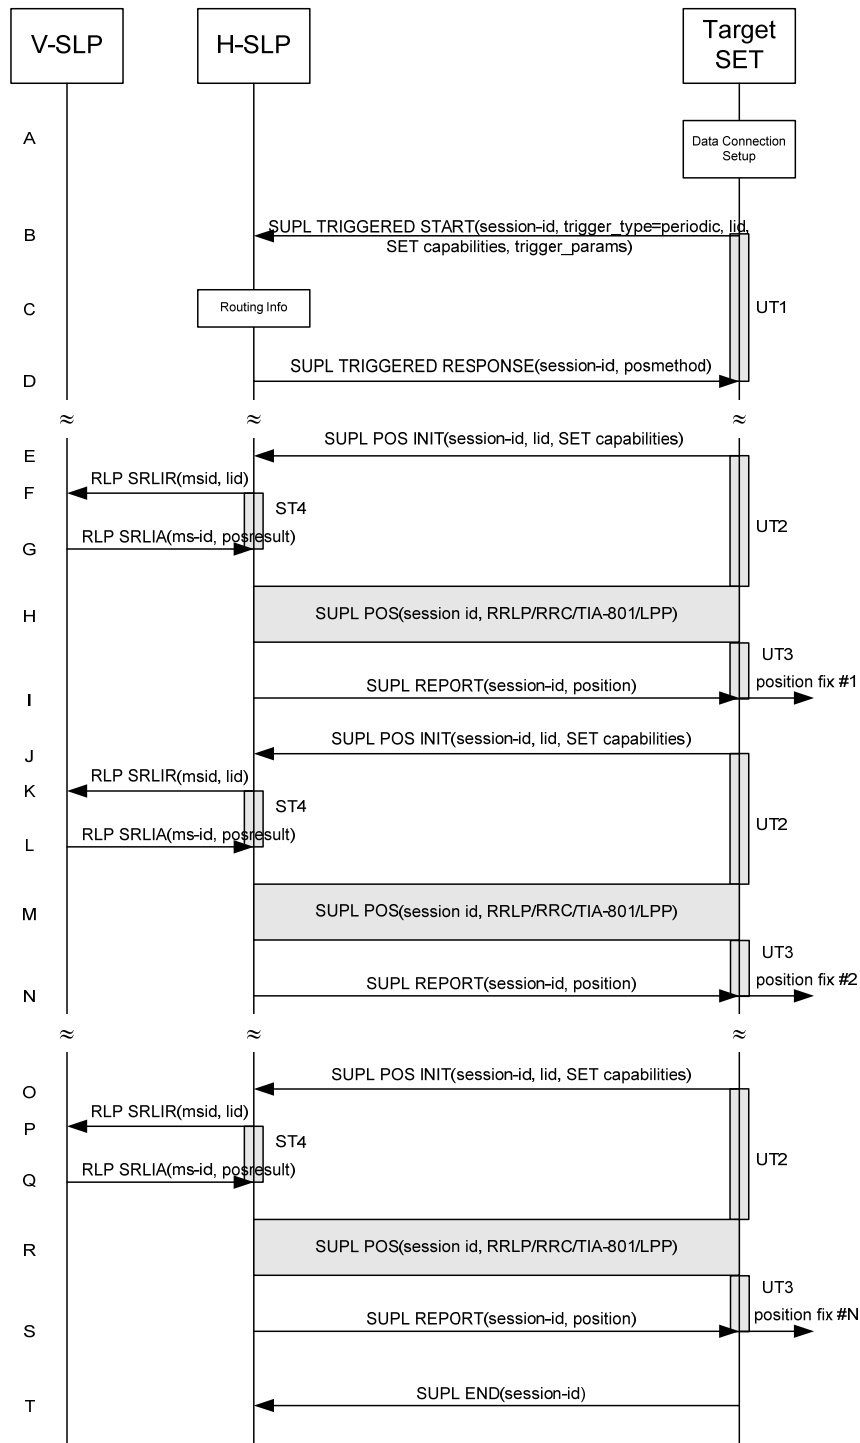 V-SLP
H-SLP
Target
SET
A
Data Connection
Setup
B
SUPL TRIGGERED START(session-id, trigger_type=periodic, lid,
SET capabilities, trigger_params)
C
Routing Info
UT1
D
SUPL TRIGGERED RESPONSE(session-id, posmethod)
≈ ≈ ≈
E
SUPL POS INIT(session-id, lid, SET capabilities)
F
RLP SRLIR(msid, lid)
ST4
UT2
G
RLP SRLIA(ms-id, posresult)
H
SUPL POS(session id, RRLP/RRC/TIA-801/LPP)
UT3
I
SUPL REPORT(session-id, position)
position fix #1
J
SUPL POS INIT(session-id, lid, SET capabilities)
K
RLP SRLIR(msid, lid)
ST4
UT2
L
RLP SRLIA(ms-id, posresult)
M
SUPL POS(session id, RRLP/RRC/TIA-801/LPP)
UT3
N
SUPL REPORT(session-id, position)
position fix #2
≈ ≈ ≈
O
SUPL POS INIT(session-id, lid, SET capabilities)
P
RLP SRLIR(msid, lid)
ST4
UT2
Q
RLP SRLIA(ms-id, posresult)
R
SUPL POS(session id, RRLP/RRC/TIA-801/LPP)
UT3
S
SUPL REPORT(session-id, position)
position fix #N
T
SUPL END(session-id)